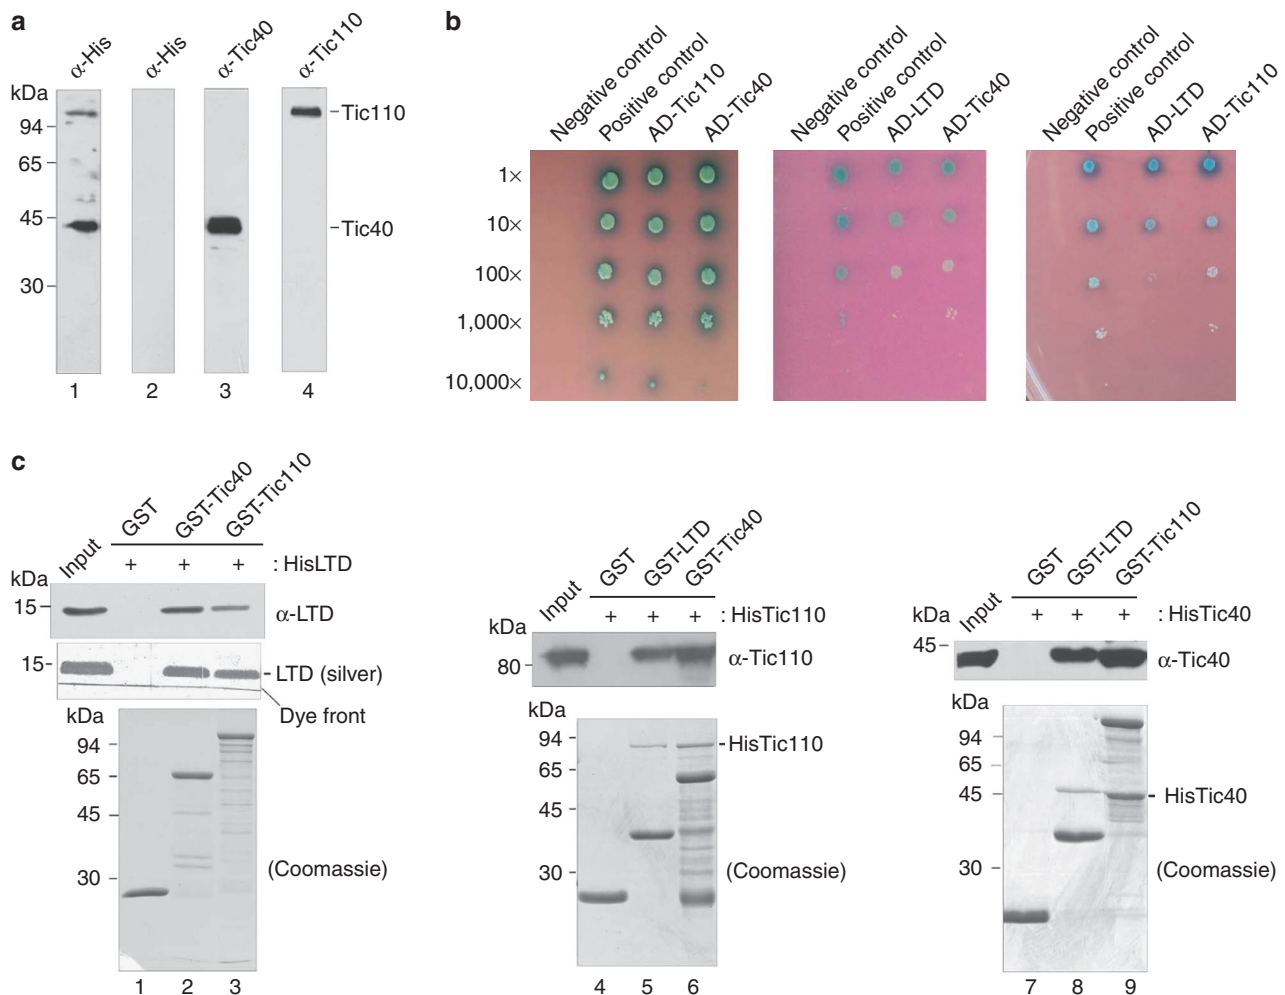 a
α-His
α-His
α-Tic40
α-Tic110
kDa
94
65
45
30
Tic110
Tic40
1 2 3 4
b
Negative control
Positive control
AD-Tic110
AD-Tic40
Negative control
Positive control
AD-LTD
AD-Tic40
Negative control
Positive control
AD-LTD
AD-Tic110
1×
10×
100×
1,000×
10,000×
c
Input
GST
GST-Tic40
GST-Tic110
+ + + : HisLTD
kDa
15
α-LTD
15
LTD (silver)
Dye front
kDa
94
65
45
30
(Coomassie)
1 2 3
Input
GST
GST-LTD
GST-Tic40
+ + + : HisTic110
kDa
80
α-Tic110
kDa
94
65
45
30
HisTic110
(Coomassie)
4 5 6
Input
GST
GST-LTD
GST-Tic110
+ + + : HisTic40
kDa
45
α-Tic40
kDa
94
65
45
30
HisTic40
(Coomassie)
7 8 9